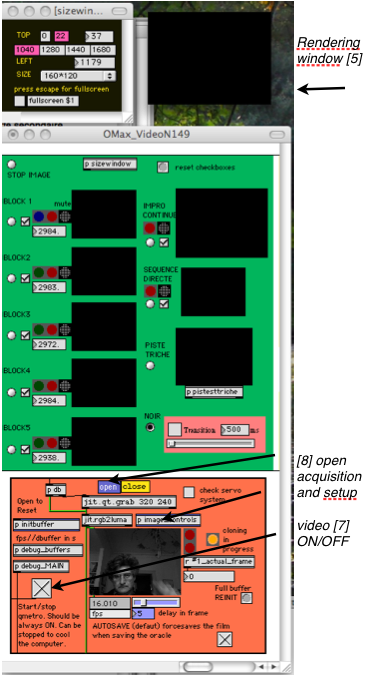 [sizewin...
TOP 0 22 37
1040 1280 1440 1680
LEFT 1179
SIZE 160*120
press escape for fullscreen
fullscreen $1
Rendering
window [5]
OMax_VideoN149
p sizewindow
reset checkboxes
STOP IMAGE
BLOCK 1
mute
2984.
IMPRO
CONTINUE
BLOCK2
2983.
SEQUENCE
DIRECTE
BLOCK3
2972.
PISTE
TRICHE
BLOCK4
2984.
p pistesttriche
NOIR
BLOCK5
2938.
Transition 500 ms
[8] open
acquisition
and setup
p db
open close
Open to
Reset
jit.qt.grab 320 240
check servo
system
p initbuffer
jit.rgb2luma
p imagecontrols
fps//buffer in s
p debug_buffers
cloning
in
progress
p debug_MAIN
r #1_actual_frame
0
video [7]
ON/OFF
Full buffer
REINIT
16.010
fps
5 delay in frame
Start/stop
qmetro. Should be
always ON. Can be
stopped to cool
the computer.
AUTOSAVE (defaut) forcesaves the film
when saving the oracle